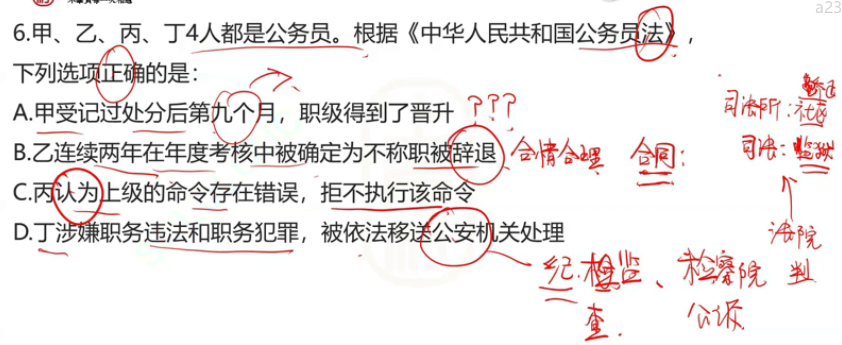 a23
6.甲、乙、丙、丁4人都是公务员。根据《中华人民共和国公务员法》，
下列选项正确的是：
A.甲受记过处分后第九个月，职级得到了晋升 ???
B.乙连续两年在年度考核中被确定为不称职被辞退 合情合理 合同：
C.丙认为上级的命令存在错误，拒不执行该命令
D.丁涉嫌职务违法和职务犯罪，被依法移送公安机关处理
矫正
司法所：社区
司法：监狱
法院
纪.监、检察院 判
查. 公诉